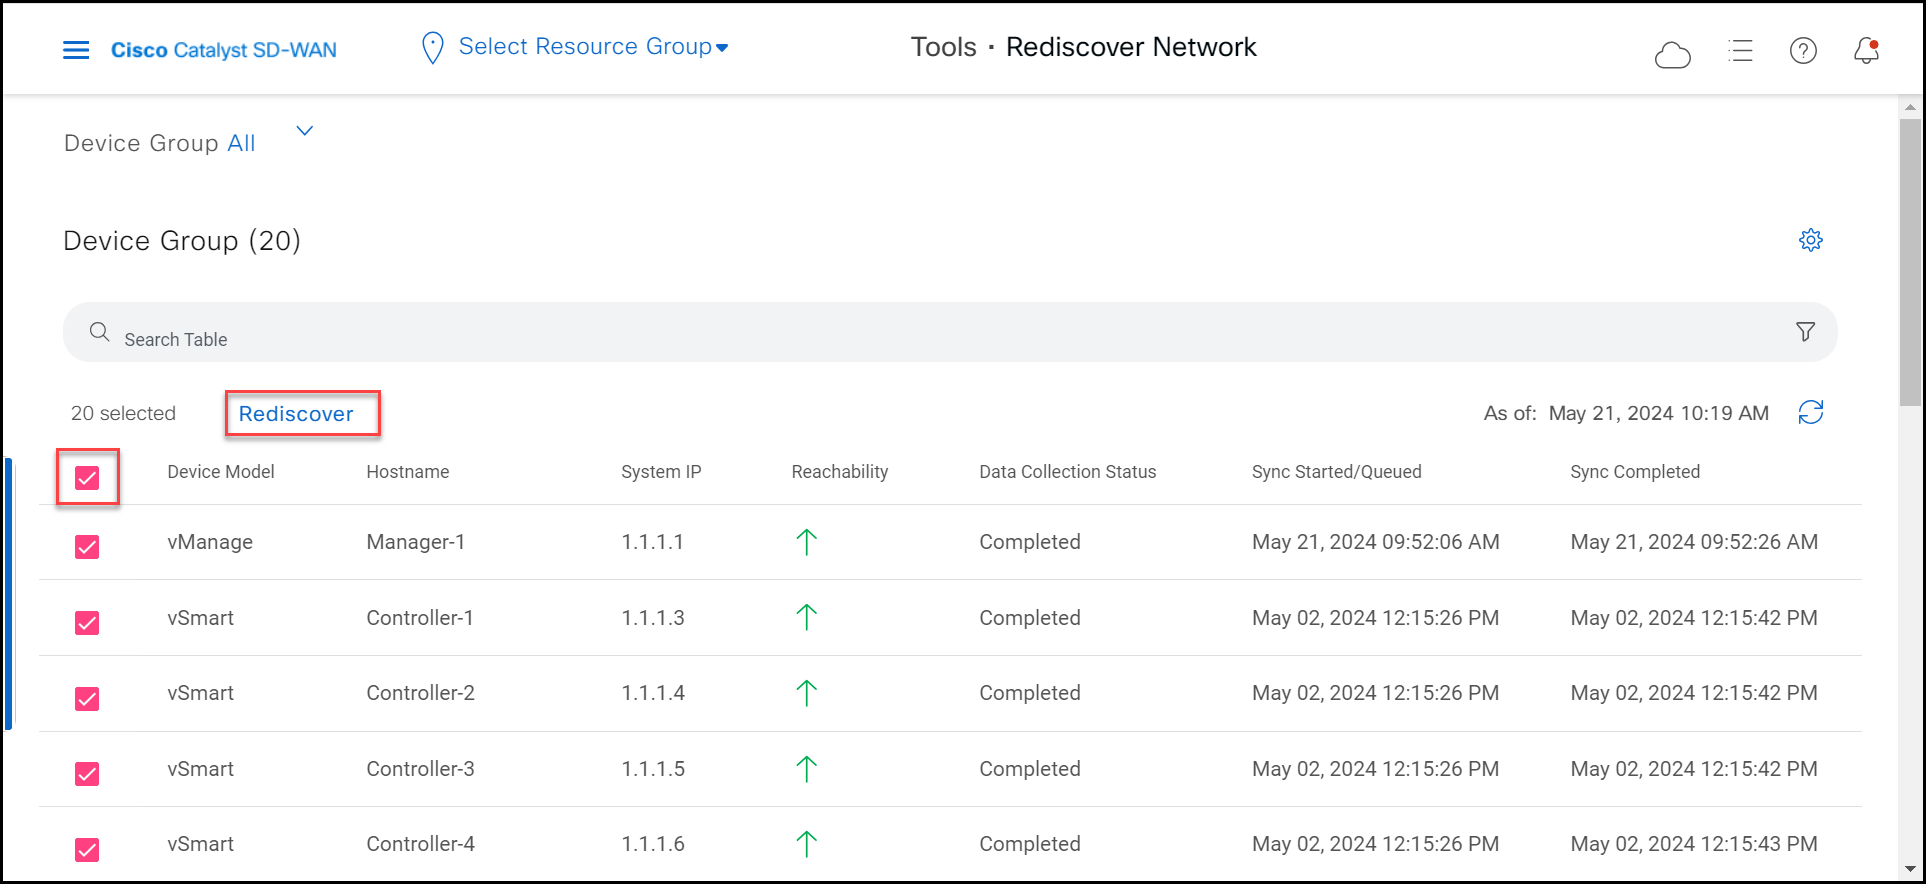 Cisco Catalyst SD-WAN
Select Resource Group
Tools · Rediscover Network
Device Group All
Device Group (20)
Search Table
20 selected Rediscover As of: May 21, 2024 10:19 AM
Device Model Hostname System IP Reachability Data Collection Status Sync Started/Queued Sync Completed
vManage Manager-1 1.1.1.1 Completed May 21, 2024 09:52:06 AM May 21, 2024 09:52:26 AM
vSmart Controller-1 1.1.1.3 Completed May 02, 2024 12:15:26 PM May 02, 2024 12:15:42 PM
vSmart Controller-2 1.1.1.4 Completed May 02, 2024 12:15:26 PM May 02, 2024 12:15:42 PM
vSmart Controller-3 1.1.1.5 Completed May 02, 2024 12:15:26 PM May 02, 2024 12:15:42 PM
vSmart Controller-4 1.1.1.6 Completed May 02, 2024 12:15:26 PM May 02, 2024 12:15:43 PM